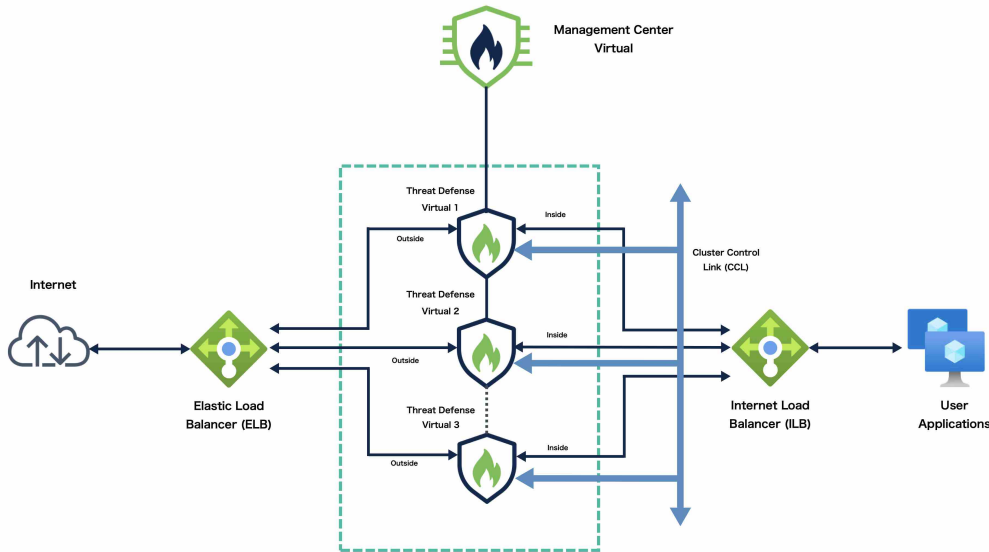 Management Center
Virtual
Threat Defense
Virtual 1
Inside
Outside
Cluster Control
Link (CCL)
Internet
Threat Defense
Virtual 2
Inside
Outside
Elastic Load
Balancer (ELB)
Threat Defense
Virtual 3
Internet Load
Balancer (ILB)
User
Applications
Inside
Outside